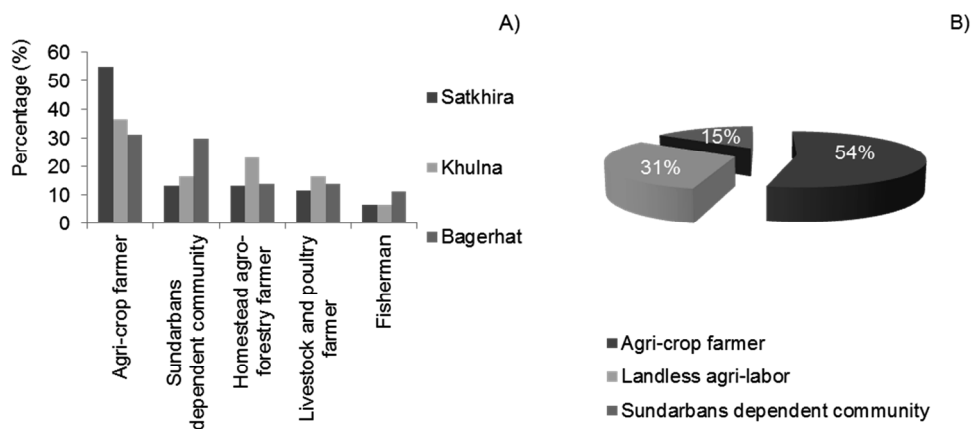 A)
Percentage (%)
60
50
40
30
20
10
0
Agri-crop farmer
Sundarbans
dependent community
Homestead agro-
forestry farmer
Livestock and poultry
farmer
Fisherman
Satkhira
Khulna
Bagerhat
B)
15%
54%
31%
Agri-crop farmer
Landless agri-labor
Sundarbans dependent community